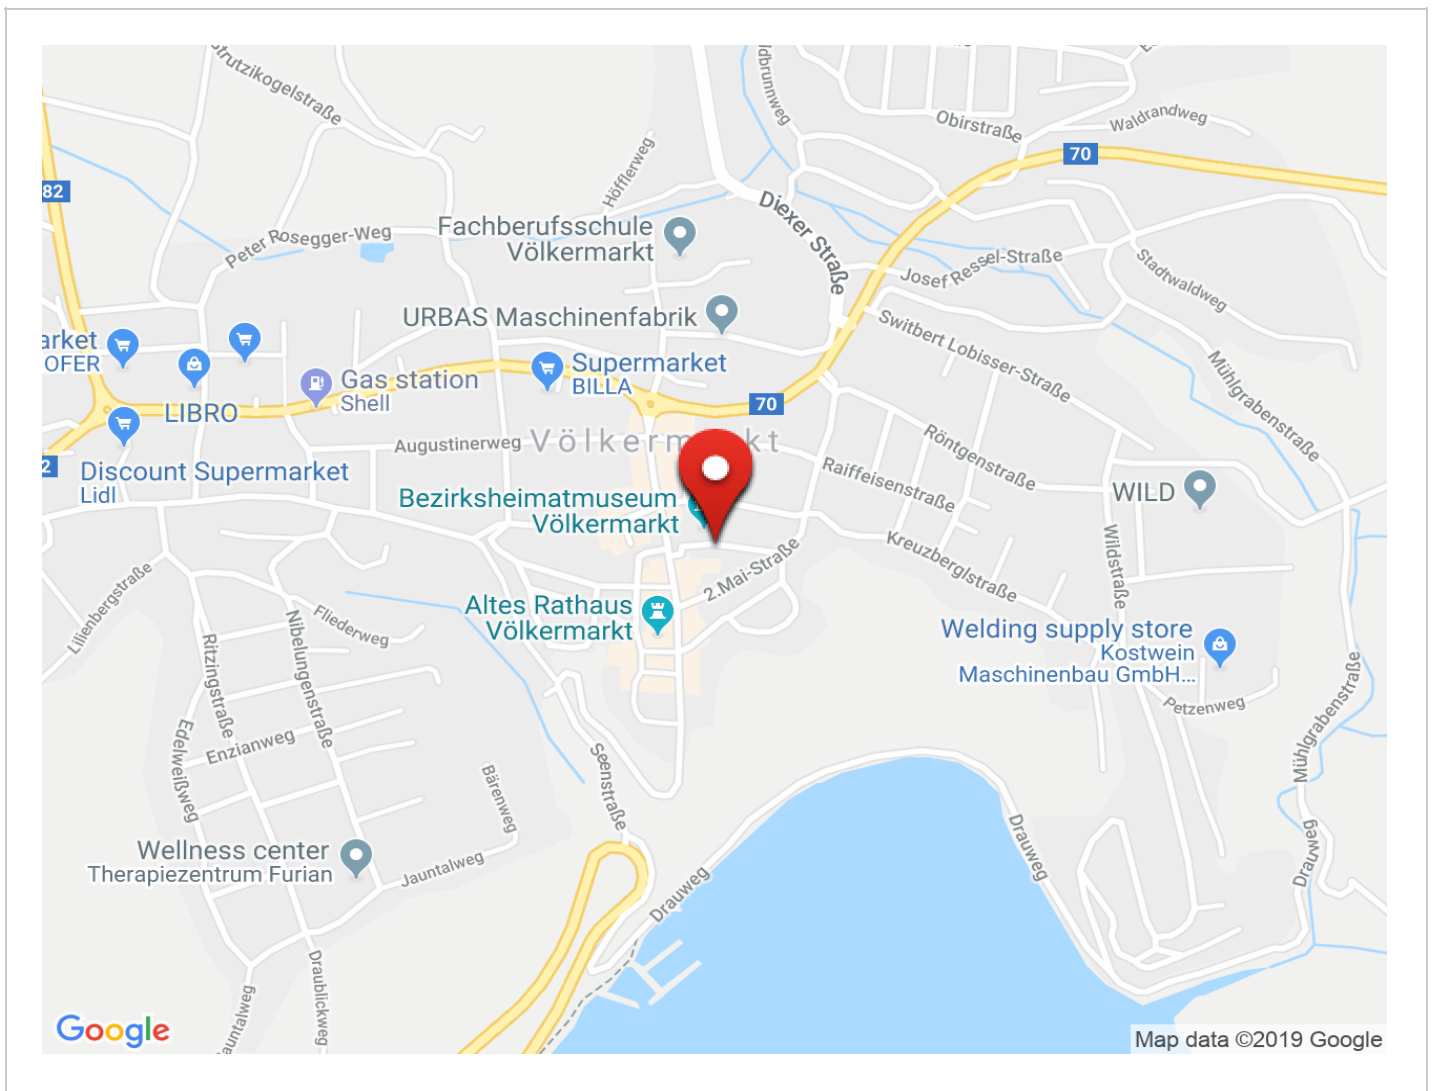 Strutzikogelstraße
Höfflerweg
Obirstraße
Waldrandweg
70
82
Peter Rosegger-Weg
Fachberufsschule
Völkermarkt
Diexer Straße
Josef Ressel-Straße
Stadtwaldweg
URBAS Maschinenfabrik
Switbert Lobisser-Straße
Mühlgrabenstraße
OFER
Supermarket
BILLA
Gas station
Shell
LIBRO
70
Augustinerweg
Röntgenstraße
Raiffeisenstraße
Discount Supermarket
Lidl
2
Bezirksheimatmuseum
Völkermarkt
WILD
Wildstraße
Kreuzberglstraße
2.Mai-Straße
Lilienbergstraße
Fliederweg
Nibelungenstraße
Ritzingstraße
Altes Rathaus
Völkermarkt
Welding supply store
Kostwein
Maschinenbau GmbH...
Petzenweg
Mühlgrabenstraße
Edelweißweg
Enzianweg
Bärenweg
Seenstraße
Wellness center
Therapiezentrum Furian
Jauntalweg
Drauweg
Drauweg
Drauweg
Draublickweg
Jauntalweg
Google
Map data ©2019 Google